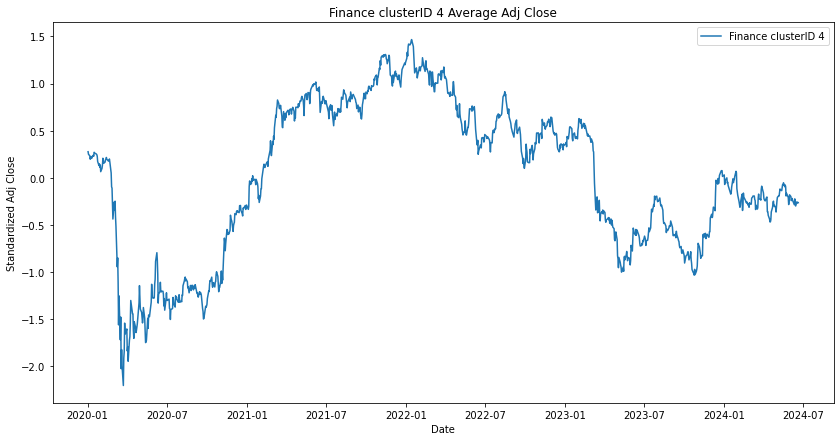 Finance clusterID 4 Average Adj Close
Finance clusterID 4
Standardized Adj Close
1.5
1.0
0.5
0.0
−0.5
−1.0
−1.5
−2.0
2020-01 2020-07 2021-01 2021-07 2022-01 2022-07 2023-01 2023-07 2024-01 2024-07
Date